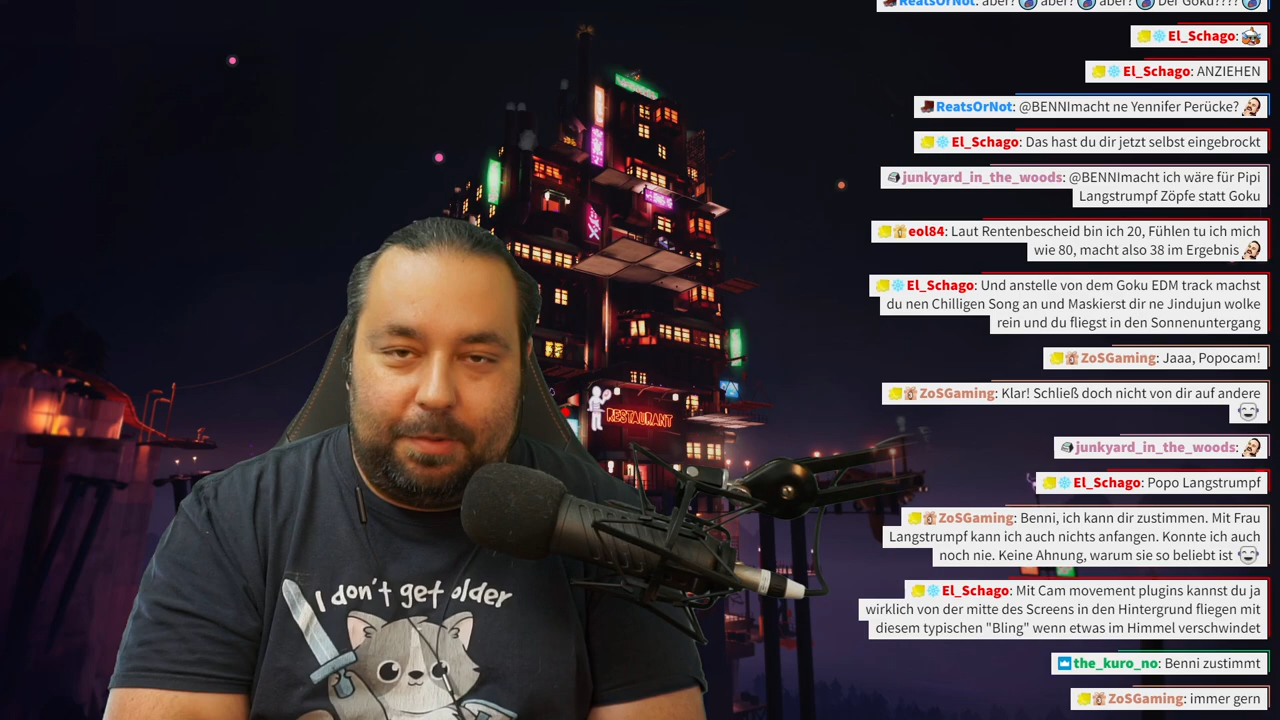 ReatsOrNot: aber? aber? aber? Der Goku????
El_Schago:
El_Schago: ANZIEHEN
ReatsOrNot: @BENNImacht ne Yennifer Perücke?
El_Schago: Das hast du dir jetzt selbst eingebrockt
junkyard_in_the_woods: @BENNImacht ich wäre für Pipi
Langstrumpf Zöpfe statt Goku
eol84: Laut Rentenbescheid bin ich 20, Fühlen tu ich mich
wie 80, macht also 38 im Ergebnis
El_Schago: Und anstelle von dem Goku EDM track machst
du nen Chilligen Song an und Maskierst dir ne Jindujun wolke
rein und du fliegst in den Sonnenuntergang
ZoSGaming: Jaaa, Popocam!
ZoSGaming: Klar! Schließ doch nicht von dir auf andere
junkyard_in_the_woods:
El_Schago: Popo Langstrumpf
ZoSGaming: Benni, ich kann dir zustimmen. Mit Frau
Langstrumpf kann ich auch nichts anfangen. Konnte ich auch
noch nie. Keine Ahnung, warum sie so beliebt ist
El_Schago: Mit Cam movement plugins kannst du ja
wirklich von der mitte des Screens in den Hintergrund fliegen mit
diesem typischen "Bling" wenn etwas im Himmel verschwindet
the_kuro_no: Benni zustimmt
ZoSGaming: immer gern
RESTAURANT
I don't get older